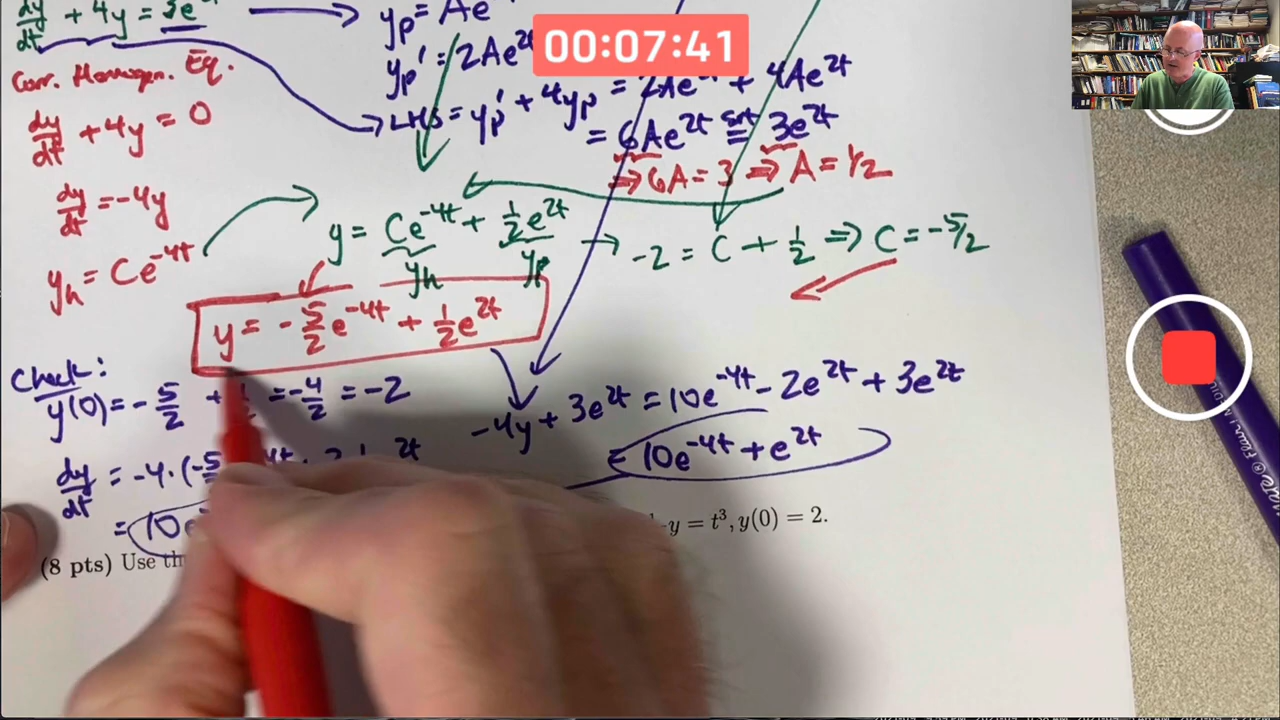 dy/dt + 4y = 3e
yp = Ae
00:07:41
Corr. Homogen. Eq.
yp' = 2Ae^2t
LHS = yp' + 4yp = 2Ae^2t + 4Ae^2t
dy/dt + 4y = 0
= 6Ae^2t = 3e^2t
⇒ 6A = 3 ⇒ A = 1/2
dy/dt = -4y
y = Ce^-4t + 1/2 e^2t → -2 = C + 1/2 ⇒ C = -5/2
yh yp
yh = Ce^-4t
y = -5/2 e^-4t + 1/2 e^2t
Check:
y(0) = -5/2 + = -4/2 = -2
-4y + 3e^2t = 10e^-4t - 2e^2t + 3e^2t
= 10e^-4t + e^2t
dy/dt = -4·(-5
= 10e
-y = t^3, y(0) = 2.
(8 pts) Use